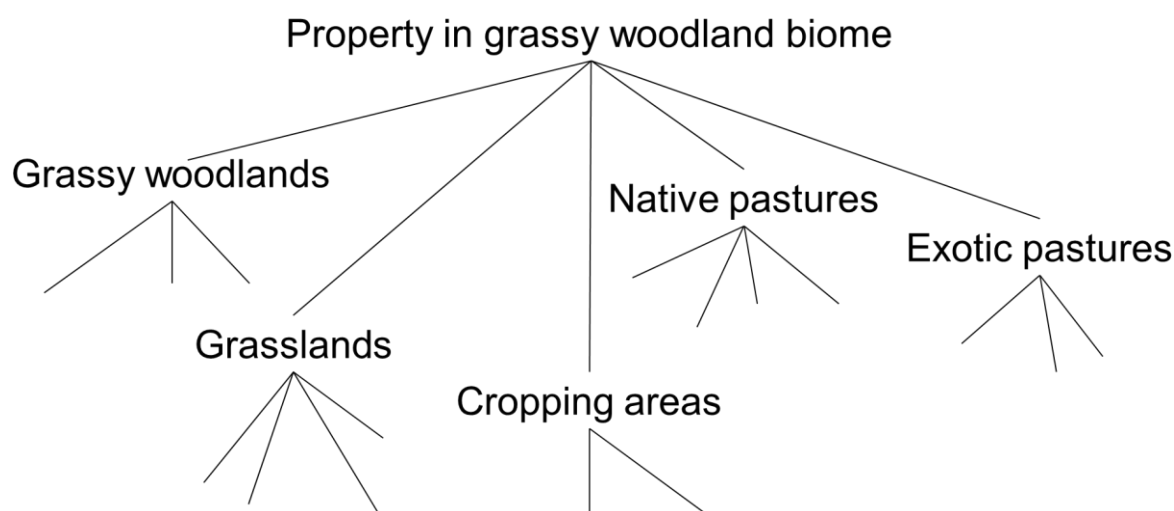 Property in grassy woodland biome
Grassy woodlands
Native pastures
Exotic pastures
Grasslands
Cropping areas